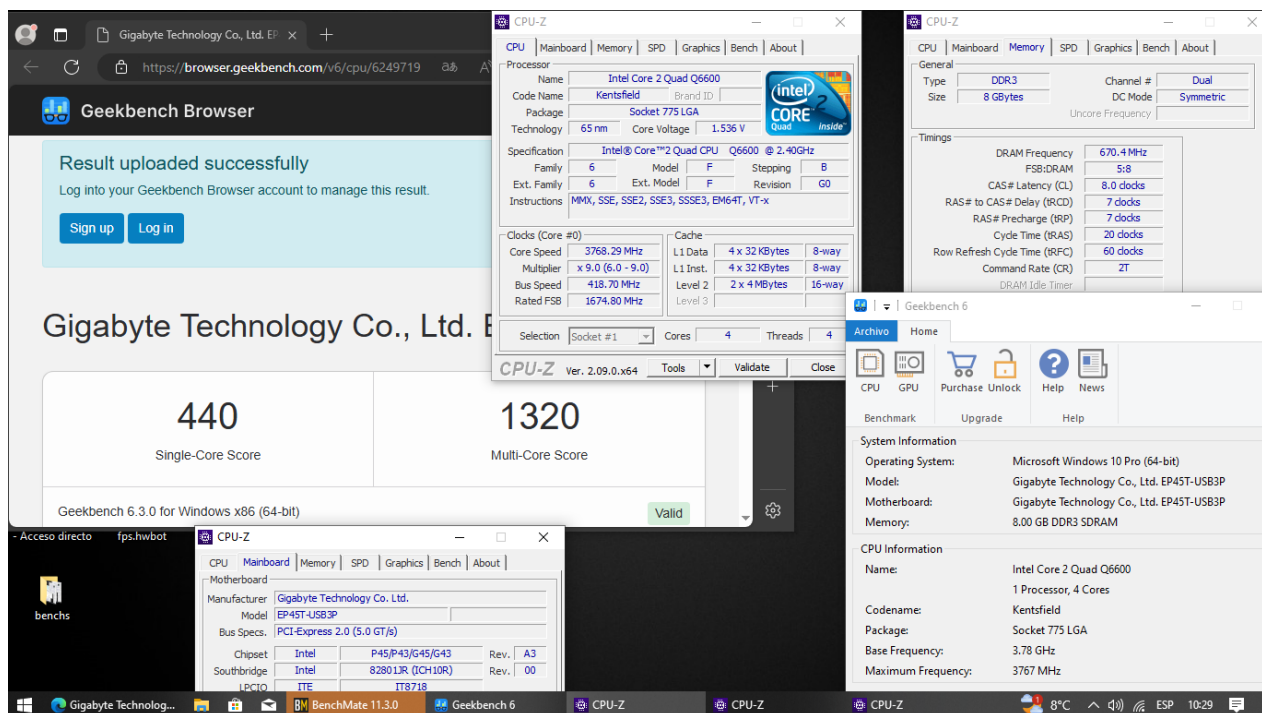 Gigabyte Technology Co., Ltd. EP
https://browser.geekbench.com/v6/cpu/6249719
Geekbench Browser
Result uploaded successfully
Log into your Geekbench Browser account to manage this result.
Sign up Log in
Gigabyte Technology Co., Ltd.
440 1320
Single-Core Score Multi-Core Score
Geekbench 6.3.0 for Windows x86 (64-bit) Valid
CPU-Z
CPU Mainboard Memory SPD Graphics Bench About
Processor
Name Intel Core 2 Quad Q6600
Code Name Kentsfield Brand ID
Package Socket 775 LGA
Technology 65 nm Core Voltage 1.536 V
intel CORE 2 Quad inside™
Specification Intel® Core™2 Quad CPU Q6600 @ 2.40GHz
Family 6 Model F Stepping B
Ext. Family 6 Ext. Model F Revision G0
Instructions MMX, SSE, SSE2, SSE3, SSSE3, EM64T, VT-x
Clocks (Core #0) Cache
Core Speed 3768.29 MHz L1 Data 4 x 32 KBytes 8-way
Multiplier x 9.0 (6.0 - 9.0) L1 Inst. 4 x 32 KBytes 8-way
Bus Speed 418.70 MHz Level 2 2 x 4 MBytes 16-way
Rated FSB 1674.80 MHz Level 3
Selection Socket #1 Cores 4 Threads 4
CPU-Z Ver. 2.09.0.x64 Tools Validate Close
CPU-Z
CPU Mainboard Memory SPD Graphics Bench About
General
Type DDR3 Channel # Dual
Size 8 GBytes DC Mode Symmetric
Uncore Frequency
Timings
DRAM Frequency 670.4 MHz
FSB:DRAM 5:8
CAS# Latency (CL) 8.0 clocks
RAS# to CAS# Delay (tRCD) 7 clocks
RAS# Precharge (tRP) 7 clocks
Cycle Time (tRAS) 20 clocks
Row Refresh Cycle Time (tRFC) 60 clocks
Command Rate (CR) 2T
DRAM Idle Timer
Geekbench 6
Archivo Home
CPU GPU Purchase Unlock Help News
Benchmark Upgrade Help
System Information
Operating System: Microsoft Windows 10 Pro (64-bit)
Model: Gigabyte Technology Co., Ltd. EP45T-USB3P
Motherboard: Gigabyte Technology Co., Ltd. EP45T-USB3P
Memory: 8.00 GB DDR3 SDRAM
CPU Information
Name: Intel Core 2 Quad Q6600
1 Processor, 4 Cores
Codename: Kentsfield
Package: Socket 775 LGA
Base Frequency: 3.78 GHz
Maximum Frequency: 3767 MHz
- Acceso directo fps.hwbot
benchs
CPU-Z
CPU Mainboard Memory SPD Graphics Bench About
Motherboard
Manufacturer Gigabyte Technology Co. Ltd.
Model EP45T-USB3P
Bus Specs. PCI-Express 2.0 (5.0 GT/s)
Chipset Intel P45/P43/G45/G43 Rev. A3
Southbridge Intel 82801JR (ICH10R) Rev. 00
LPCIO ITE IT8718
Gigabyte Technolog... BM BenchMate 11.3.0 Geekbench 6 CPU-Z CPU-Z CPU-Z 8°C ESP 10:29